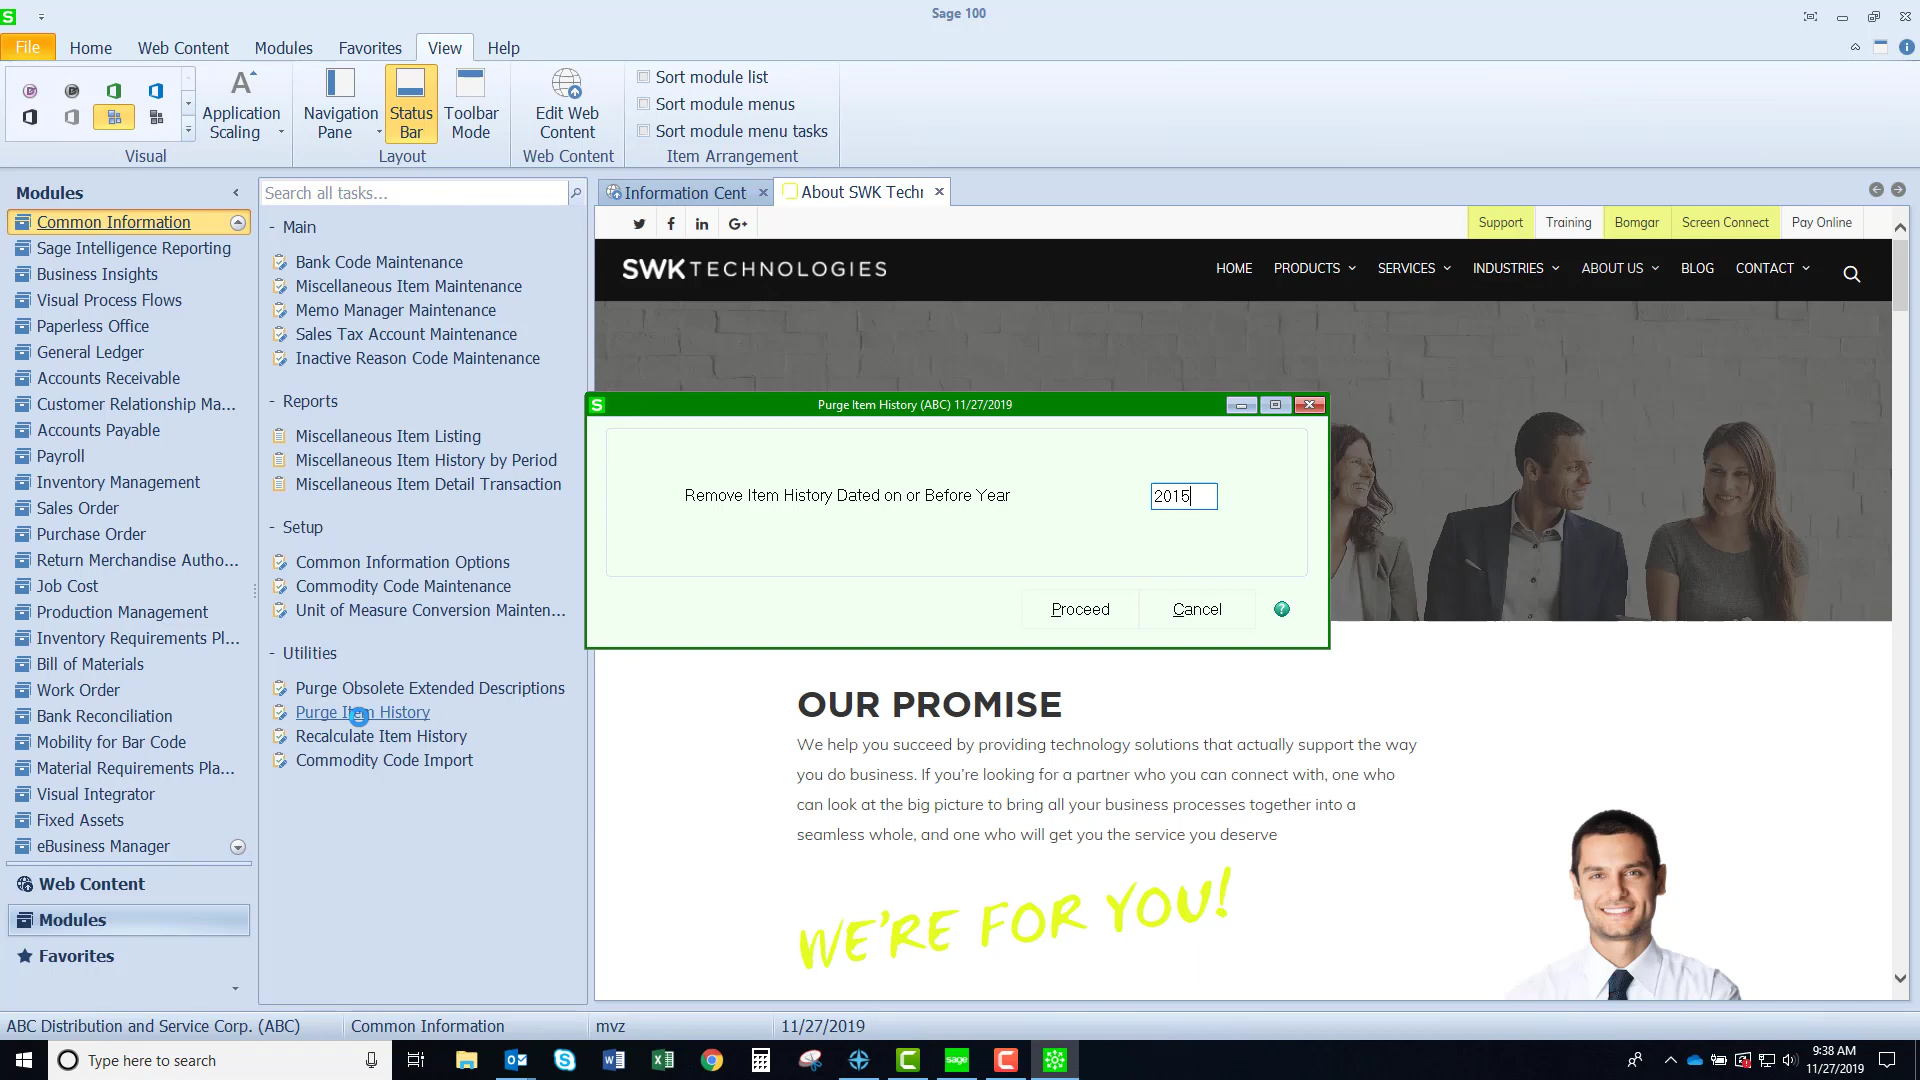 Sage 100
File
Home
Web Content
Modules
Favorites
View
Help
Application
Scaling
Navigation
Pane
Status
Bar
Toolbar
Mode
Edit Web
Content
Sort module list
Sort module menus
Sort module menu tasks
Visual
Layout
Web Content
Item Arrangement
Modules
Common Information
Sage Intelligence Reporting
Business Insights
Visual Process Flows
Paperless Office
General Ledger
Accounts Receivable
Customer Relationship Ma...
Accounts Payable
Payroll
Inventory Management
Sales Order
Purchase Order
Return Merchandise Autho...
Job Cost
Production Management
Inventory Requirements Pl...
Bill of Materials
Work Order
Bank Reconciliation
Mobility for Bar Code
Material Requirements Pla...
Visual Integrator
Fixed Assets
eBusiness Manager
Web Content
Modules
Favorites
Search all tasks...
- Main
Bank Code Maintenance
Miscellaneous Item Maintenance
Memo Manager Maintenance
Sales Tax Account Maintenance
Inactive Reason Code Maintenance
- Reports
Miscellaneous Item Listing
Miscellaneous Item History by Period
Miscellaneous Item Detail Transaction
- Setup
Common Information Options
Commodity Code Maintenance
Unit of Measure Conversion Mainten...
- Utilities
Purge Obsolete Extended Descriptions
Purge Item History
Recalculate Item History
Commodity Code Import
Information Cent
About SWK Techr
Support
Training
Bomgar
Screen Connect
Pay Online
SWK TECHNOLOGIES
HOME
PRODUCTS
SERVICES
INDUSTRIES
ABOUT US
BLOG
CONTACT
Purge Item History (ABC) 11/27/2019
Remove Item History Dated on or Before Year
2015
Proceed
Cancel
OUR PROMISE
We help you succeed by providing technology solutions that actually support the way
you do business. If you're looking for a partner who you can connect with, one who
can look at the big picture to bring all your business processes together into a
seamless whole, and one who will get you the service you deserve
WE'RE FOR YOU!
ABC Distribution and Service Corp. (ABC)
Common Information
mvz
11/27/2019
Type here to search
sage
9:38 AM
11/27/2019